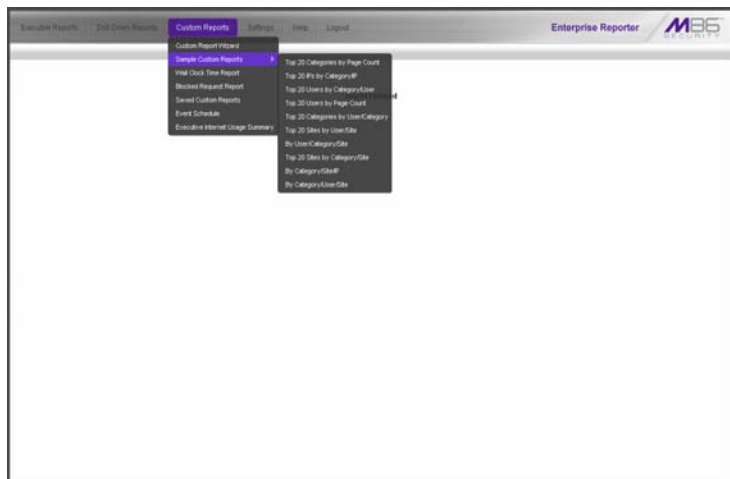 Executive Reports
Drill Down Reports
Custom Reports
Settings
Help
Logout
Enterprise Reporter
M86
SECURITY
Custom Report Wizard
Sample Custom Reports
Wall Clock Time Report
Blocked Request Report
Saved Custom Reports
Event Schedule
Executive Internet Usage Summary
Top 20 Categories by Page Count
Top 20 IPs by Category/IP
Top 20 Users by Category/User
Top 20 Users by Page Count
Top 20 Categories by User/Category
Top 20 Sites by User/Site
By User/Category/Site
Top 20 Sites by Category/Site
By Category/Site/IP
By Category/User/Site